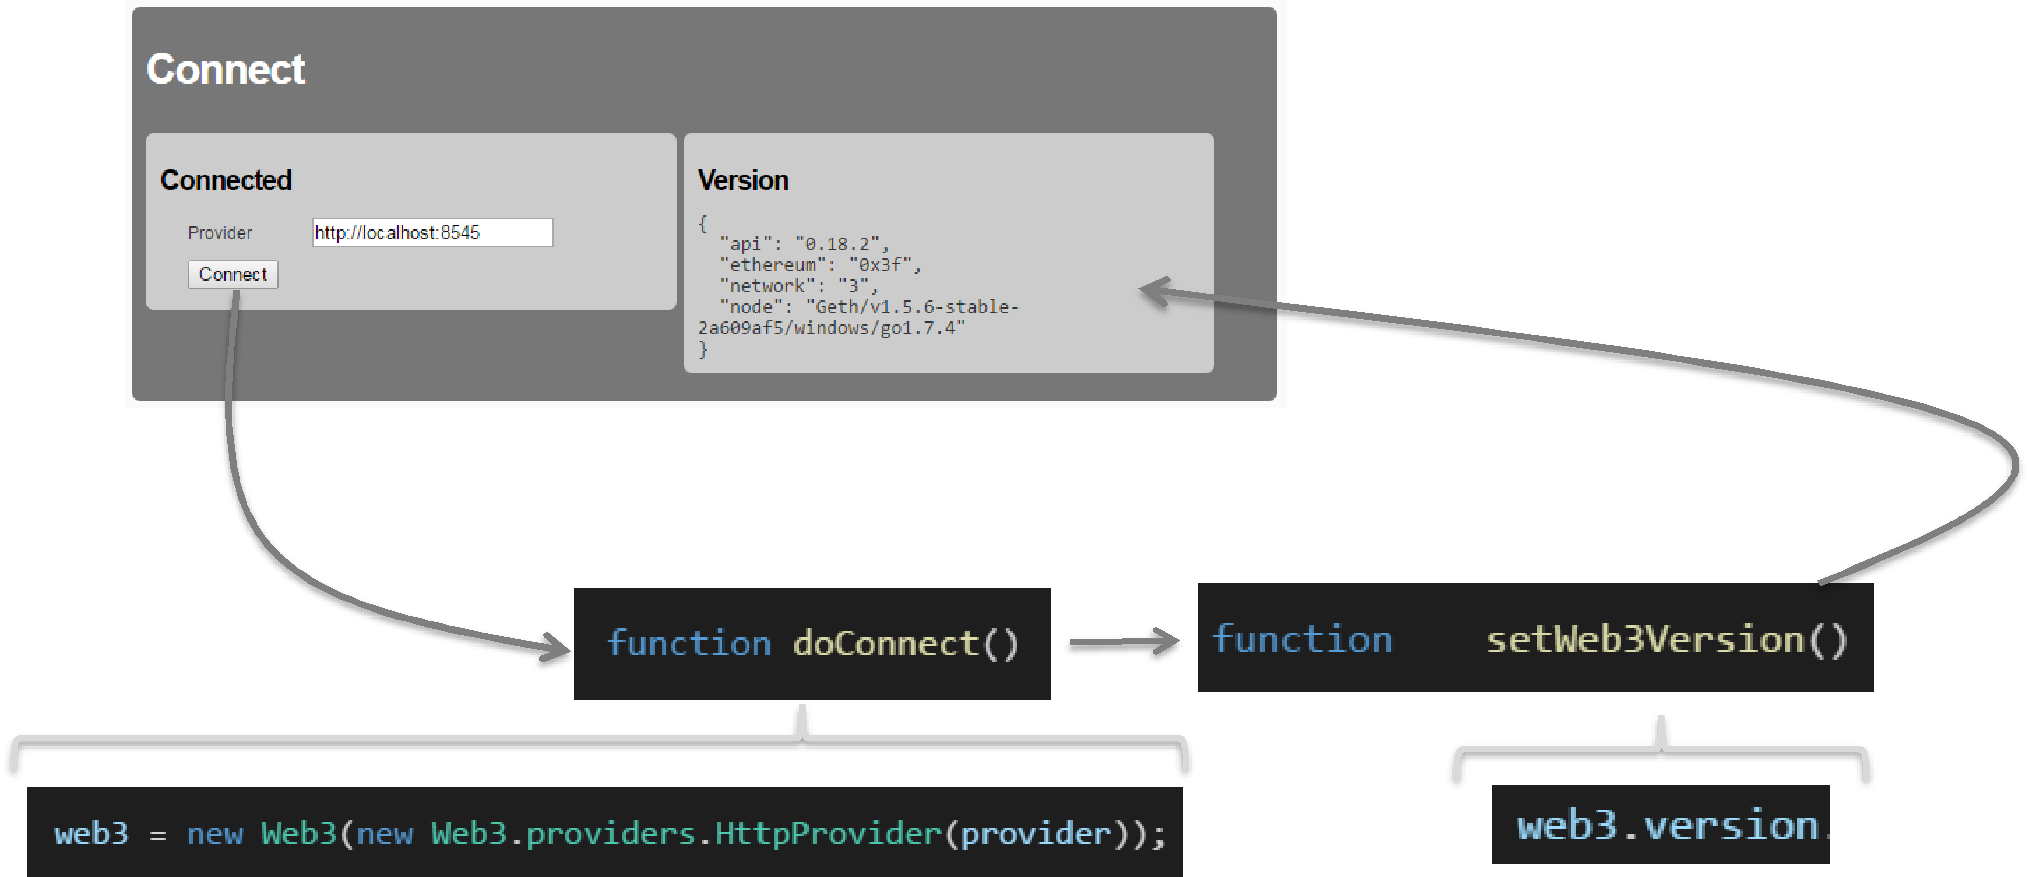 Connect
Connected
Provider http://localhost:8545
Connect
Version
{
"api": "0.18.2",
"ethereum": "0x3f",
"network": "3",
"node": "Geth/v1.5.6-stable-
2a609af5/windows/go1.7.4"
}
function doConnect()
function setWeb3Version()
web3 = new Web3(new Web3.providers.HttpProvider(provider));
web3.version.